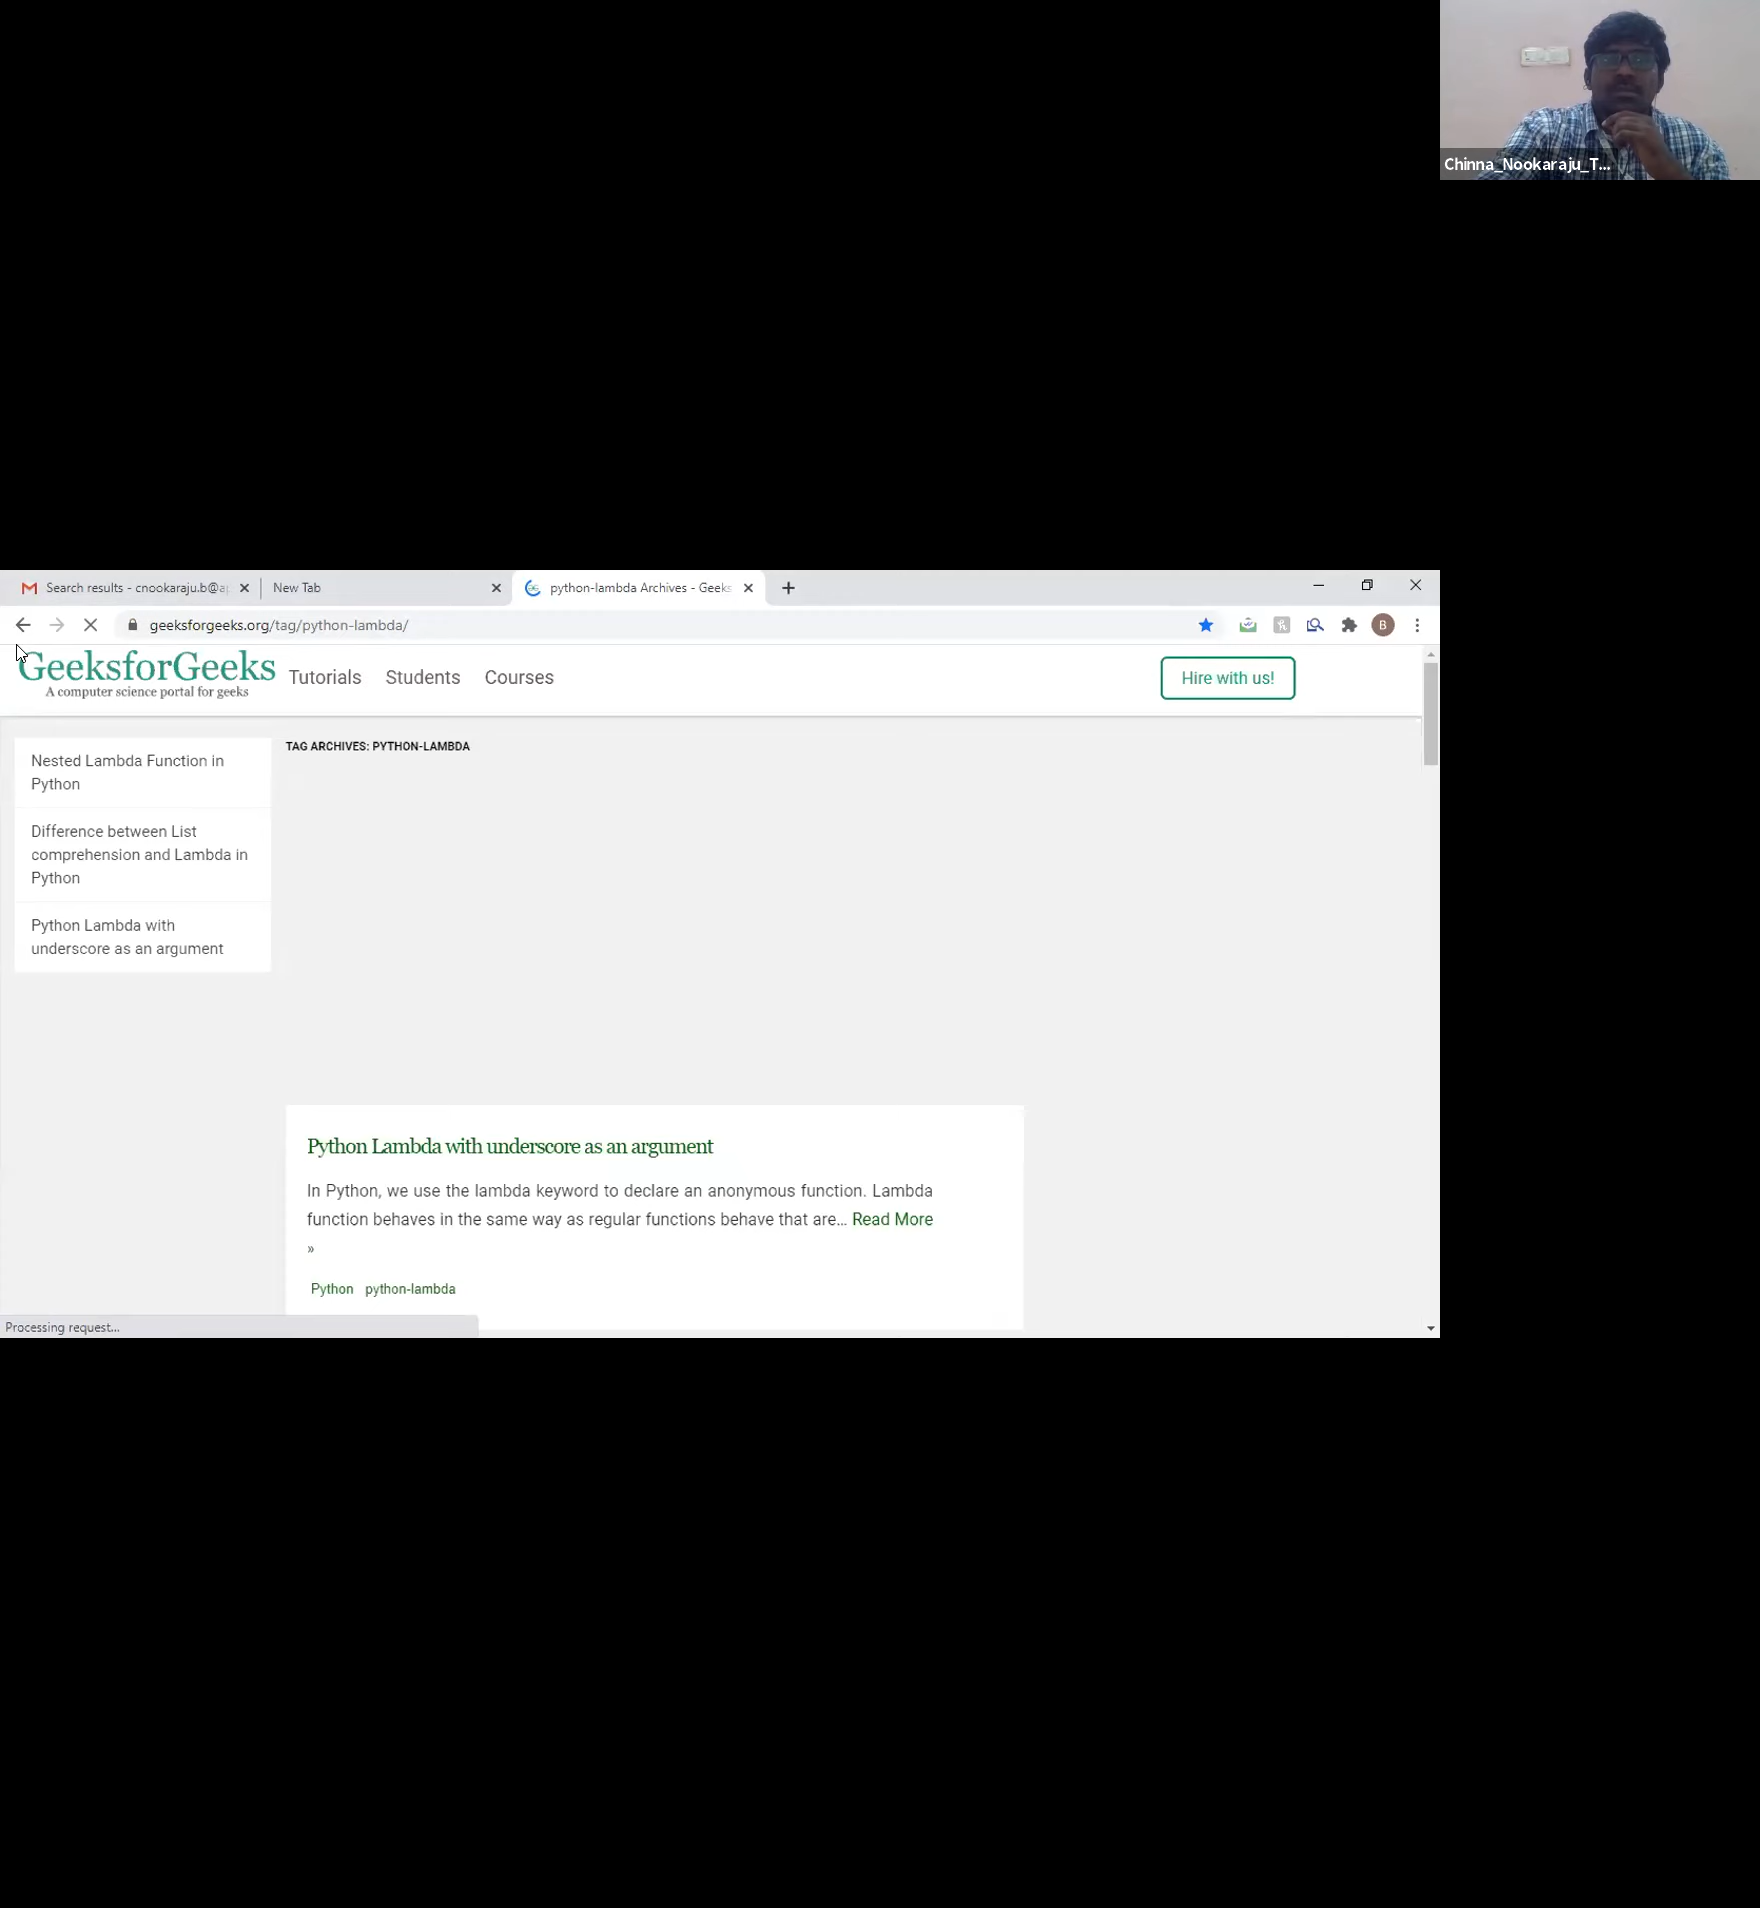 Chinna_Nookaraju_T...
Search results - cnookaraju.b@a
New Tab
python-lambda Archives - Geeks
geeksforgeeks.org/tag/python-lambda/
B
GeeksforGeeks
A computer science portal for geeks
Tutorials
Students
Courses
Hire with us!
Nested Lambda Function in
Python
Difference between List
comprehension and Lambda in
Python
Python Lambda with
underscore as an argument
TAG ARCHIVES: PYTHON-LAMBDA
Python Lambda with underscore as an argument
In Python, we use the lambda keyword to declare an anonymous function. Lambda
function behaves in the same way as regular functions behave that are... Read More
»
Python python-lambda
Processing request...